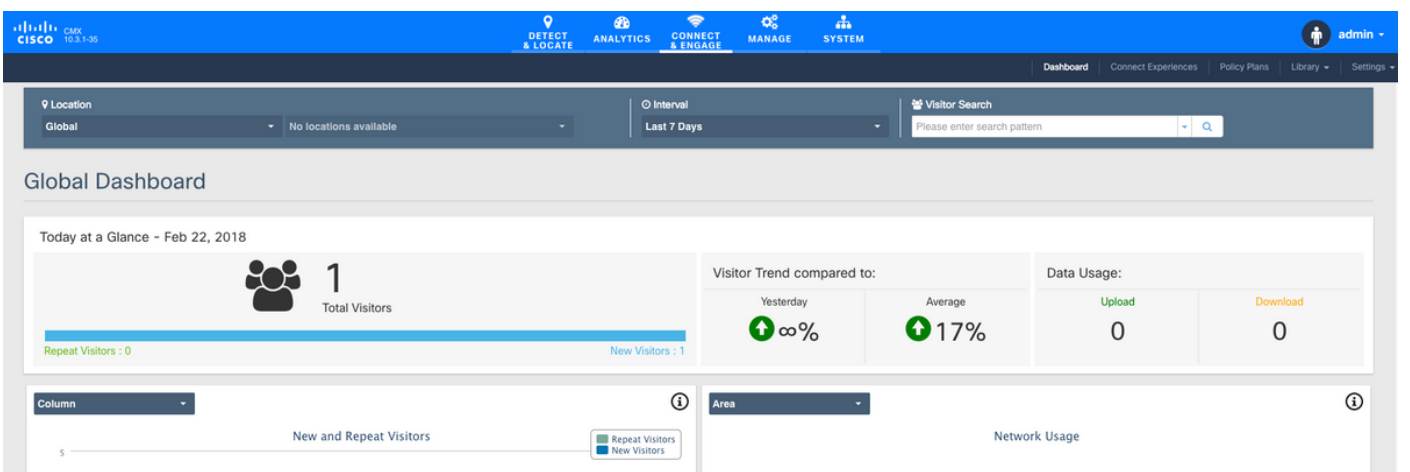 CISCO CMX 10.3.1-35
DETECT & LOCATE
ANALYTICS
CONNECT & ENGAGE
MANAGE
SYSTEM
admin
Dashboard
Connect Experiences
Policy Plans
Library
Settings
Location
Interval
Visitor Search
Global
No locations available
Last 7 Days
Please enter search pattern
Global Dashboard
Today at a Glance - Feb 22, 2018
1
Total Visitors
Repeat Visitors : 0
New Visitors : 1
Visitor Trend compared to:
Yesterday
∞%
Average
17%
Data Usage:
Upload
0
Download
0
Column
New and Repeat Visitors
Repeat Visitors
New Visitors
5
Area
Network Usage